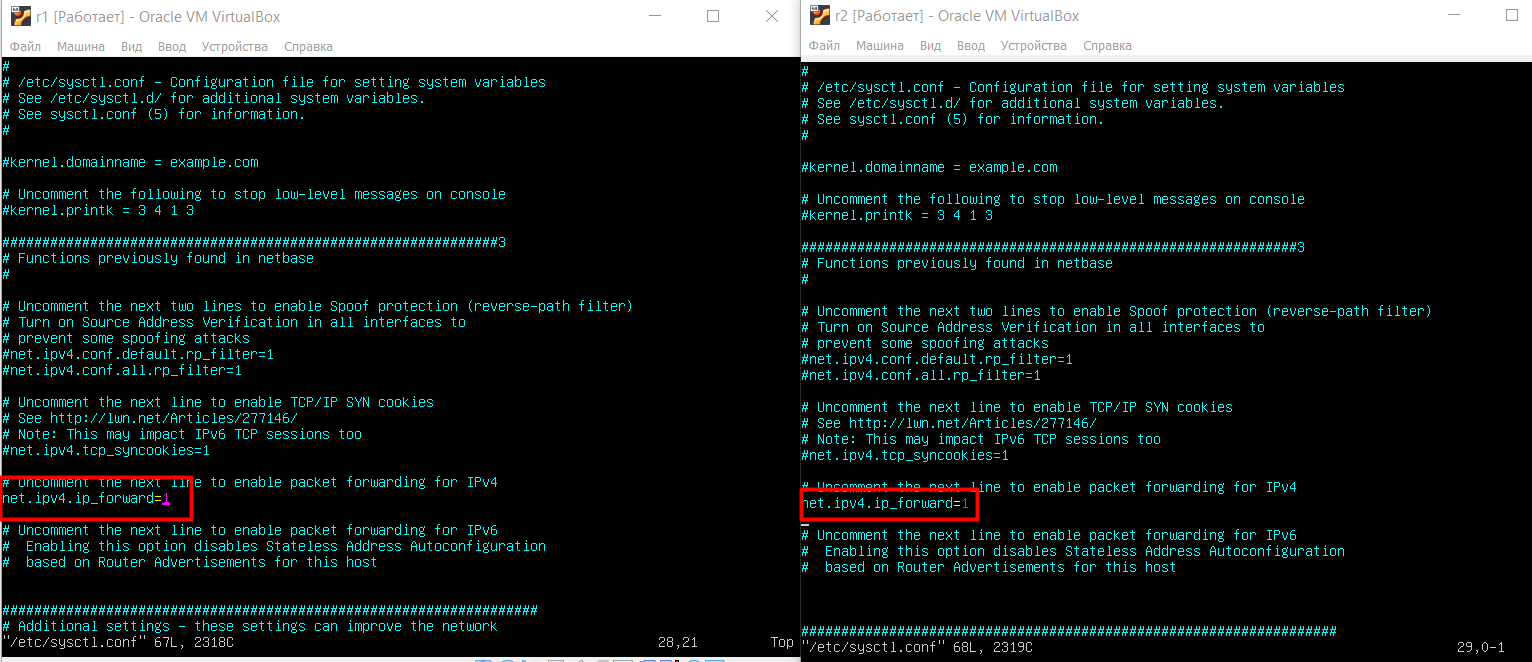 r1 [Работает] - Oracle VM VirtualBox
Файл Машина Вид Ввод Устройства Справка
#
# /etc/sysctl.conf - Configuration file for setting system variables
# See /etc/sysctl.d/ for additional system variables.
# See sysctl.conf (5) for information.
#
#kernel.domainname = example.com
# Uncomment the following to stop low-level messages on console
#kernel.printk = 3 4 1 3
##############################################################3
# Functions previously found in netbase
#
# Uncomment the next two lines to enable Spoof protection (reverse-path filter)
# Turn on Source Address Verification in all interfaces to
# prevent some spoofing attacks
#net.ipv4.conf.default.rp_filter=1
#net.ipv4.conf.all.rp_filter=1
# Uncomment the next line to enable TCP/IP SYN cookies
# See http://lwn.net/Articles/277146/
# Note: This may impact IPv6 TCP sessions too
#net.ipv4.tcp_syncookies=1
# Uncomment the next line to enable packet forwarding for IPv4
net.ipv4.ip_forward=1
# Uncomment the next line to enable packet forwarding for IPv6
#  Enabling this option disables Stateless Address Autoconfiguration
#  based on Router Advertisements for this host
###################################################################
# Additional settings - these settings can improve the network
"/etc/sysctl.conf" 67L, 2318C 28,21 Top
r2 [Работает] - Oracle VM VirtualBox
Файл Машина Вид Ввод Устройства Справка
#
# /etc/sysctl.conf - Configuration file for setting system variables
# See /etc/sysctl.d/ for additional system variables.
# See sysctl.conf (5) for information.
#
#kernel.domainname = example.com
# Uncomment the following to stop low-level messages on console
#kernel.printk = 3 4 1 3
##############################################################3
# Functions previously found in netbase
#
# Uncomment the next two lines to enable Spoof protection (reverse-path filter)
# Turn on Source Address Verification in all interfaces to
# prevent some spoofing attacks
#net.ipv4.conf.default.rp_filter=1
#net.ipv4.conf.all.rp_filter=1
# Uncomment the next line to enable TCP/IP SYN cookies
# See http://lwn.net/Articles/277146/
# Note: This may impact IPv6 TCP sessions too
#net.ipv4.tcp_syncookies=1
# Uncomment the next line to enable packet forwarding for IPv4
net.ipv4.ip_forward=1
# Uncomment the next line to enable packet forwarding for IPv6
#  Enabling this option disables Stateless Address Autoconfiguration
#  based on Router Advertisements for this host
###################################################################
"/etc/sysctl.conf" 68L, 2319C 29,0-1